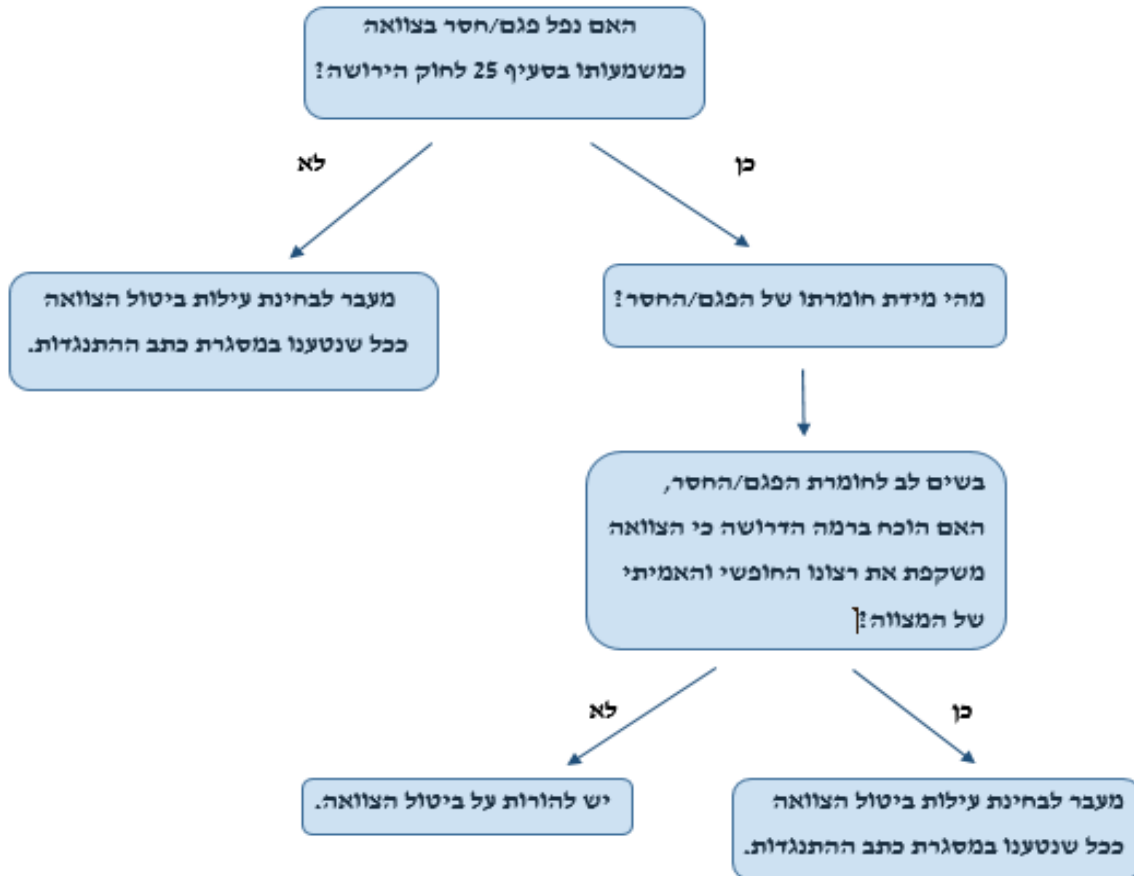 האם נפל פגם/חסר בצוואה
כמשמעותו בסעיף 25 לחוק הירושה?
כן
לא
מהי מידת חומרתו של הפגם/החסר?
מעבר לבחינת עילות ביטול הצוואה
ככל שנטענו במסגרת כתב ההתנגדות.
בשים לב לחומרת הפגם/החסר,
האם הוכח ברמה הדרושה כי הצוואה
משקפת את רצונו החופשי והאמיתי
של המצווה?
כן
לא
מעבר לבחינת עילות ביטול הצוואה
ככל שנטענו במסגרת כתב ההתנגדות.
יש להורות על ביטול הצוואה.